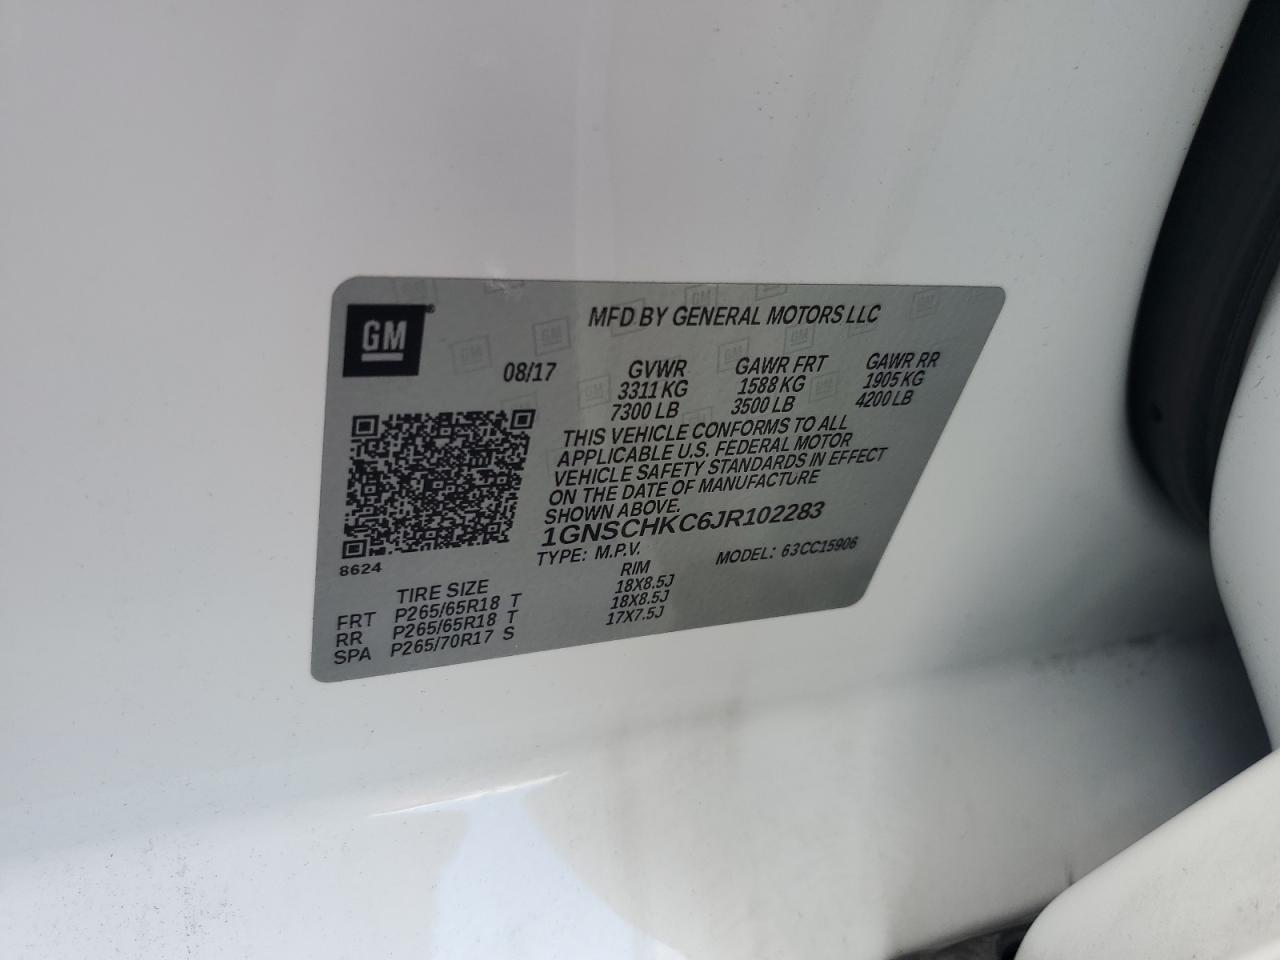 GM
®
MFD BY GENERAL MOTORS LLC
08/17 GVWR GAWR FRT GAWR RR
3311 KG 1588 KG 1905 KG
7300 LB 3500 LB 4200 LB
THIS VEHICLE CONFORMS TO ALL
APPLICABLE U.S. FEDERAL MOTOR
VEHICLE SAFETY STANDARDS IN EFFECT
ON THE DATE OF MANUFACTURE
SHOWN ABOVE.
1GNSCHKC6JR102283
TYPE: M.P.V. MODEL: 63CC15906
8624
TIRE SIZE RIM
FRT P265/65R18 T 18X8.5J
RR P265/65R18 T 18X8.5J
SPA P265/70R17 S 17X7.5J